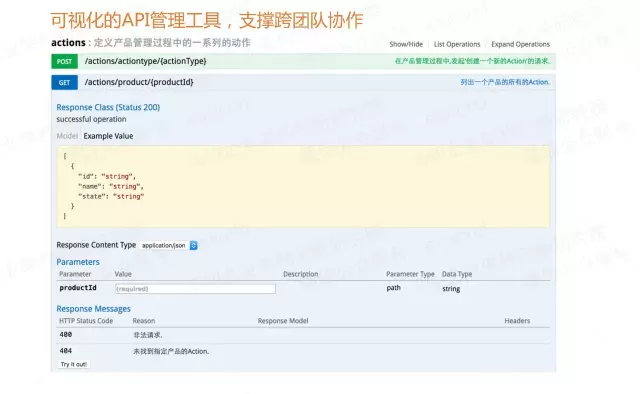 可视化的API管理工具，支撑跨团队协作
actions : 定义产品管理过程中的一系列的动作 Show/Hide List Operations Expand Operations
POST /actions/actiontype/{actionType} 在产品管理过程中,发起'创建一个新的Action'的请求.
GET /actions/product/{productId} 列出一个产品的所有的Action.
Response Class (Status 200)
successful operation
Model Example Value
[
{
"id": "string",
"name": "string",
"state": "string"
}
]
Response Content Type application/json
Parameters
Parameter Value Description Parameter Type Data Type
productId (required) path string
Response Messages
HTTP Status Code Reason Response Model Headers
400 非法请求.
404 未找到指定产品的Action.
Try it out!